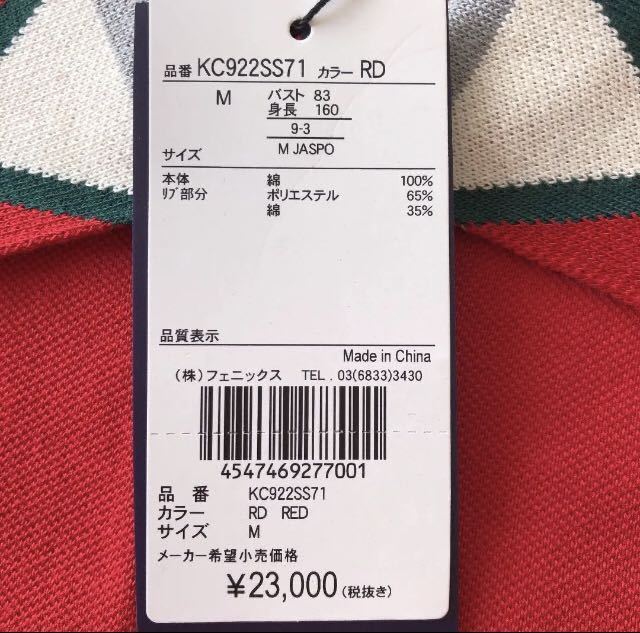 品番 KC922SS71 カラー RD
M バスト 83
身長 160
9-3
サイズ M JASPO
本体 綿 100%
ﾘﾌﾞ部分 ポリエステル 65%
綿 35%
品質表示
Made in China
(株)フェニックス TEL . 03(6833)3430
4547469277001
品番 KC922SS71
カラー RD RED
サイズ M
メーカー希望小売価格
¥23,000(税抜き)